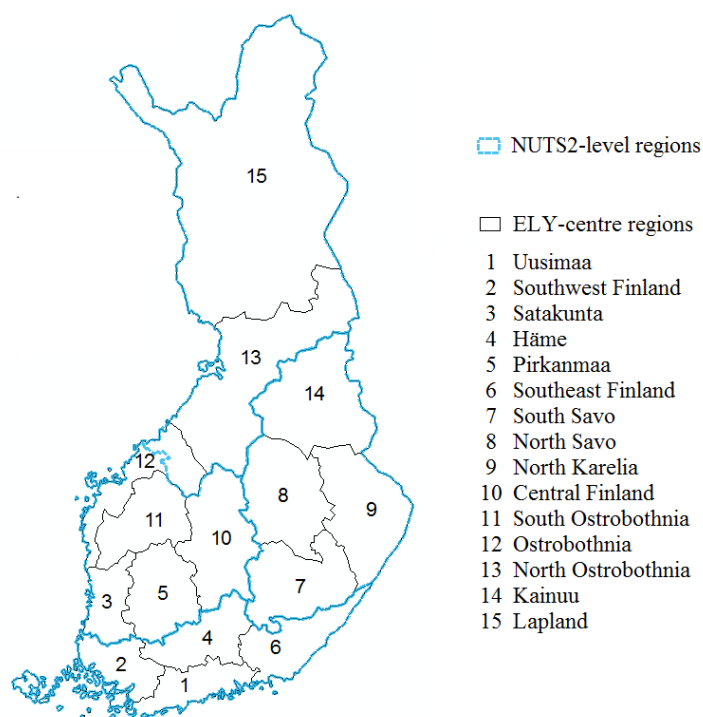 15
13
14
12
8
9
11
10
7
5
3
4
6
2
1
NUTS2-level regions
ELY-centre regions
1 Uusimaa
2 Southwest Finland
3 Satakunta
4 Häme
5 Pirkanmaa
6 Southeast Finland
7 South Savo
8 North Savo
9 North Karelia
10 Central Finland
11 South Ostrobothnia
12 Ostrobothnia
13 North Ostrobothnia
14 Kainuu
15 Lapland